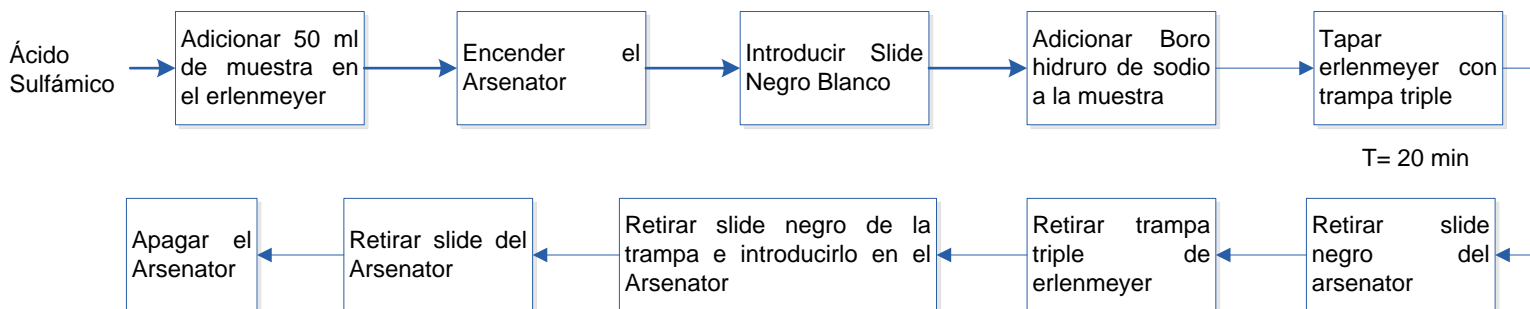 Ácido
Sulfámico
Adicionar 50 ml
de muestra en
el erlenmeyer
Encender el
Arsenator
Introducir Slide
Negro Blanco
Adicionar Boro
hidruro de sodio
a la muestra
Tapar
erlenmeyer con
trampa triple
T= 20 min
Retirar slide
negro del
arsenator
Retirar trampa
triple de
erlenmeyer
Retirar slide negro de la
trampa e introducirlo en el
Arsenator
Retirar slide del
Arsenator
Apagar el
Arsenator